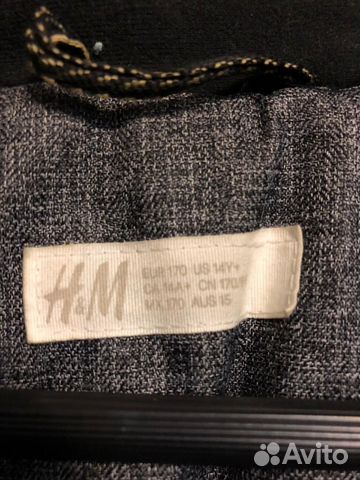 H&M
EUR 170 US 14Y+
CA 14A+ CN 170/
MX 170 AUS 15
Avito